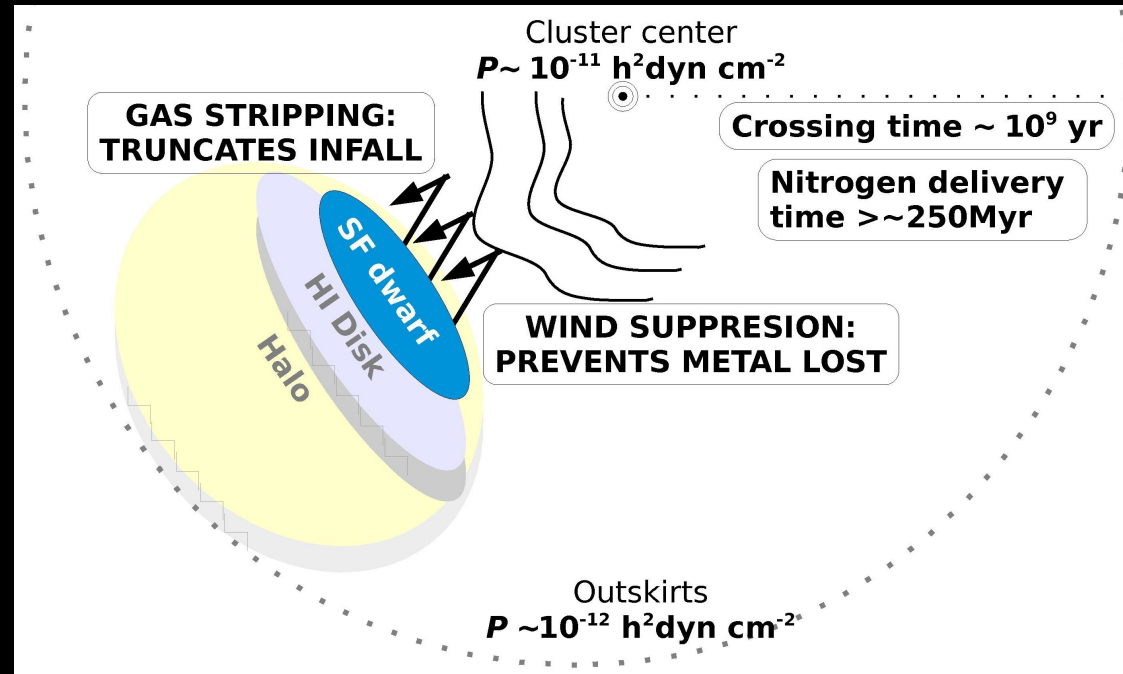 Cluster center
P~ 10⁻¹¹ h²dyn cm⁻²
GAS STRIPPING:
TRUNCATES INFALL
Crossing time ~ 10⁹ yr
Nitrogen delivery
time >~250Myr
SF dwarf
HI Disk
Halo
WIND SUPPRESION:
PREVENTS METAL LOST
Outskirts
P ~10⁻¹² h²dyn cm⁻²